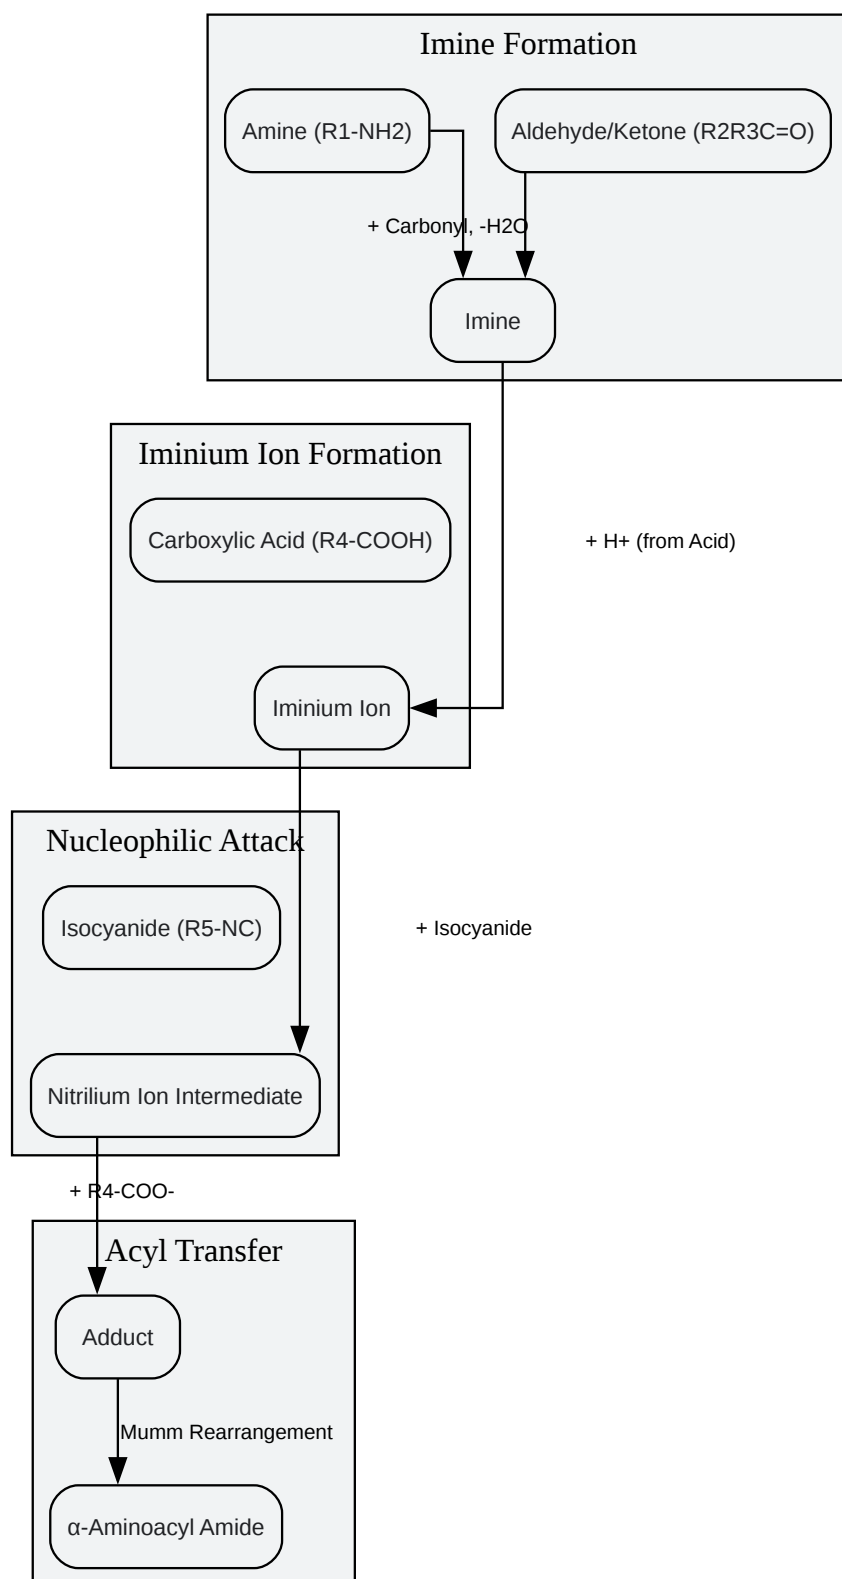 Imine Formation
Amine (R1-NH2)
Aldehyde/Ketone (R2R3C=O)
+ Carbonyl, -H2O
Imine
Iminium Ion Formation
Carboxylic Acid (R4-COOH)
+ H+ (from Acid)
Iminium Ion
Nucleophilic Attack
Isocyanide (R5-NC)
+ Isocyanide
Nitrilium Ion Intermediate
+ R4-COO-
Acyl Transfer
Adduct
Mumm Rearrangement
α-Aminoacyl Amide